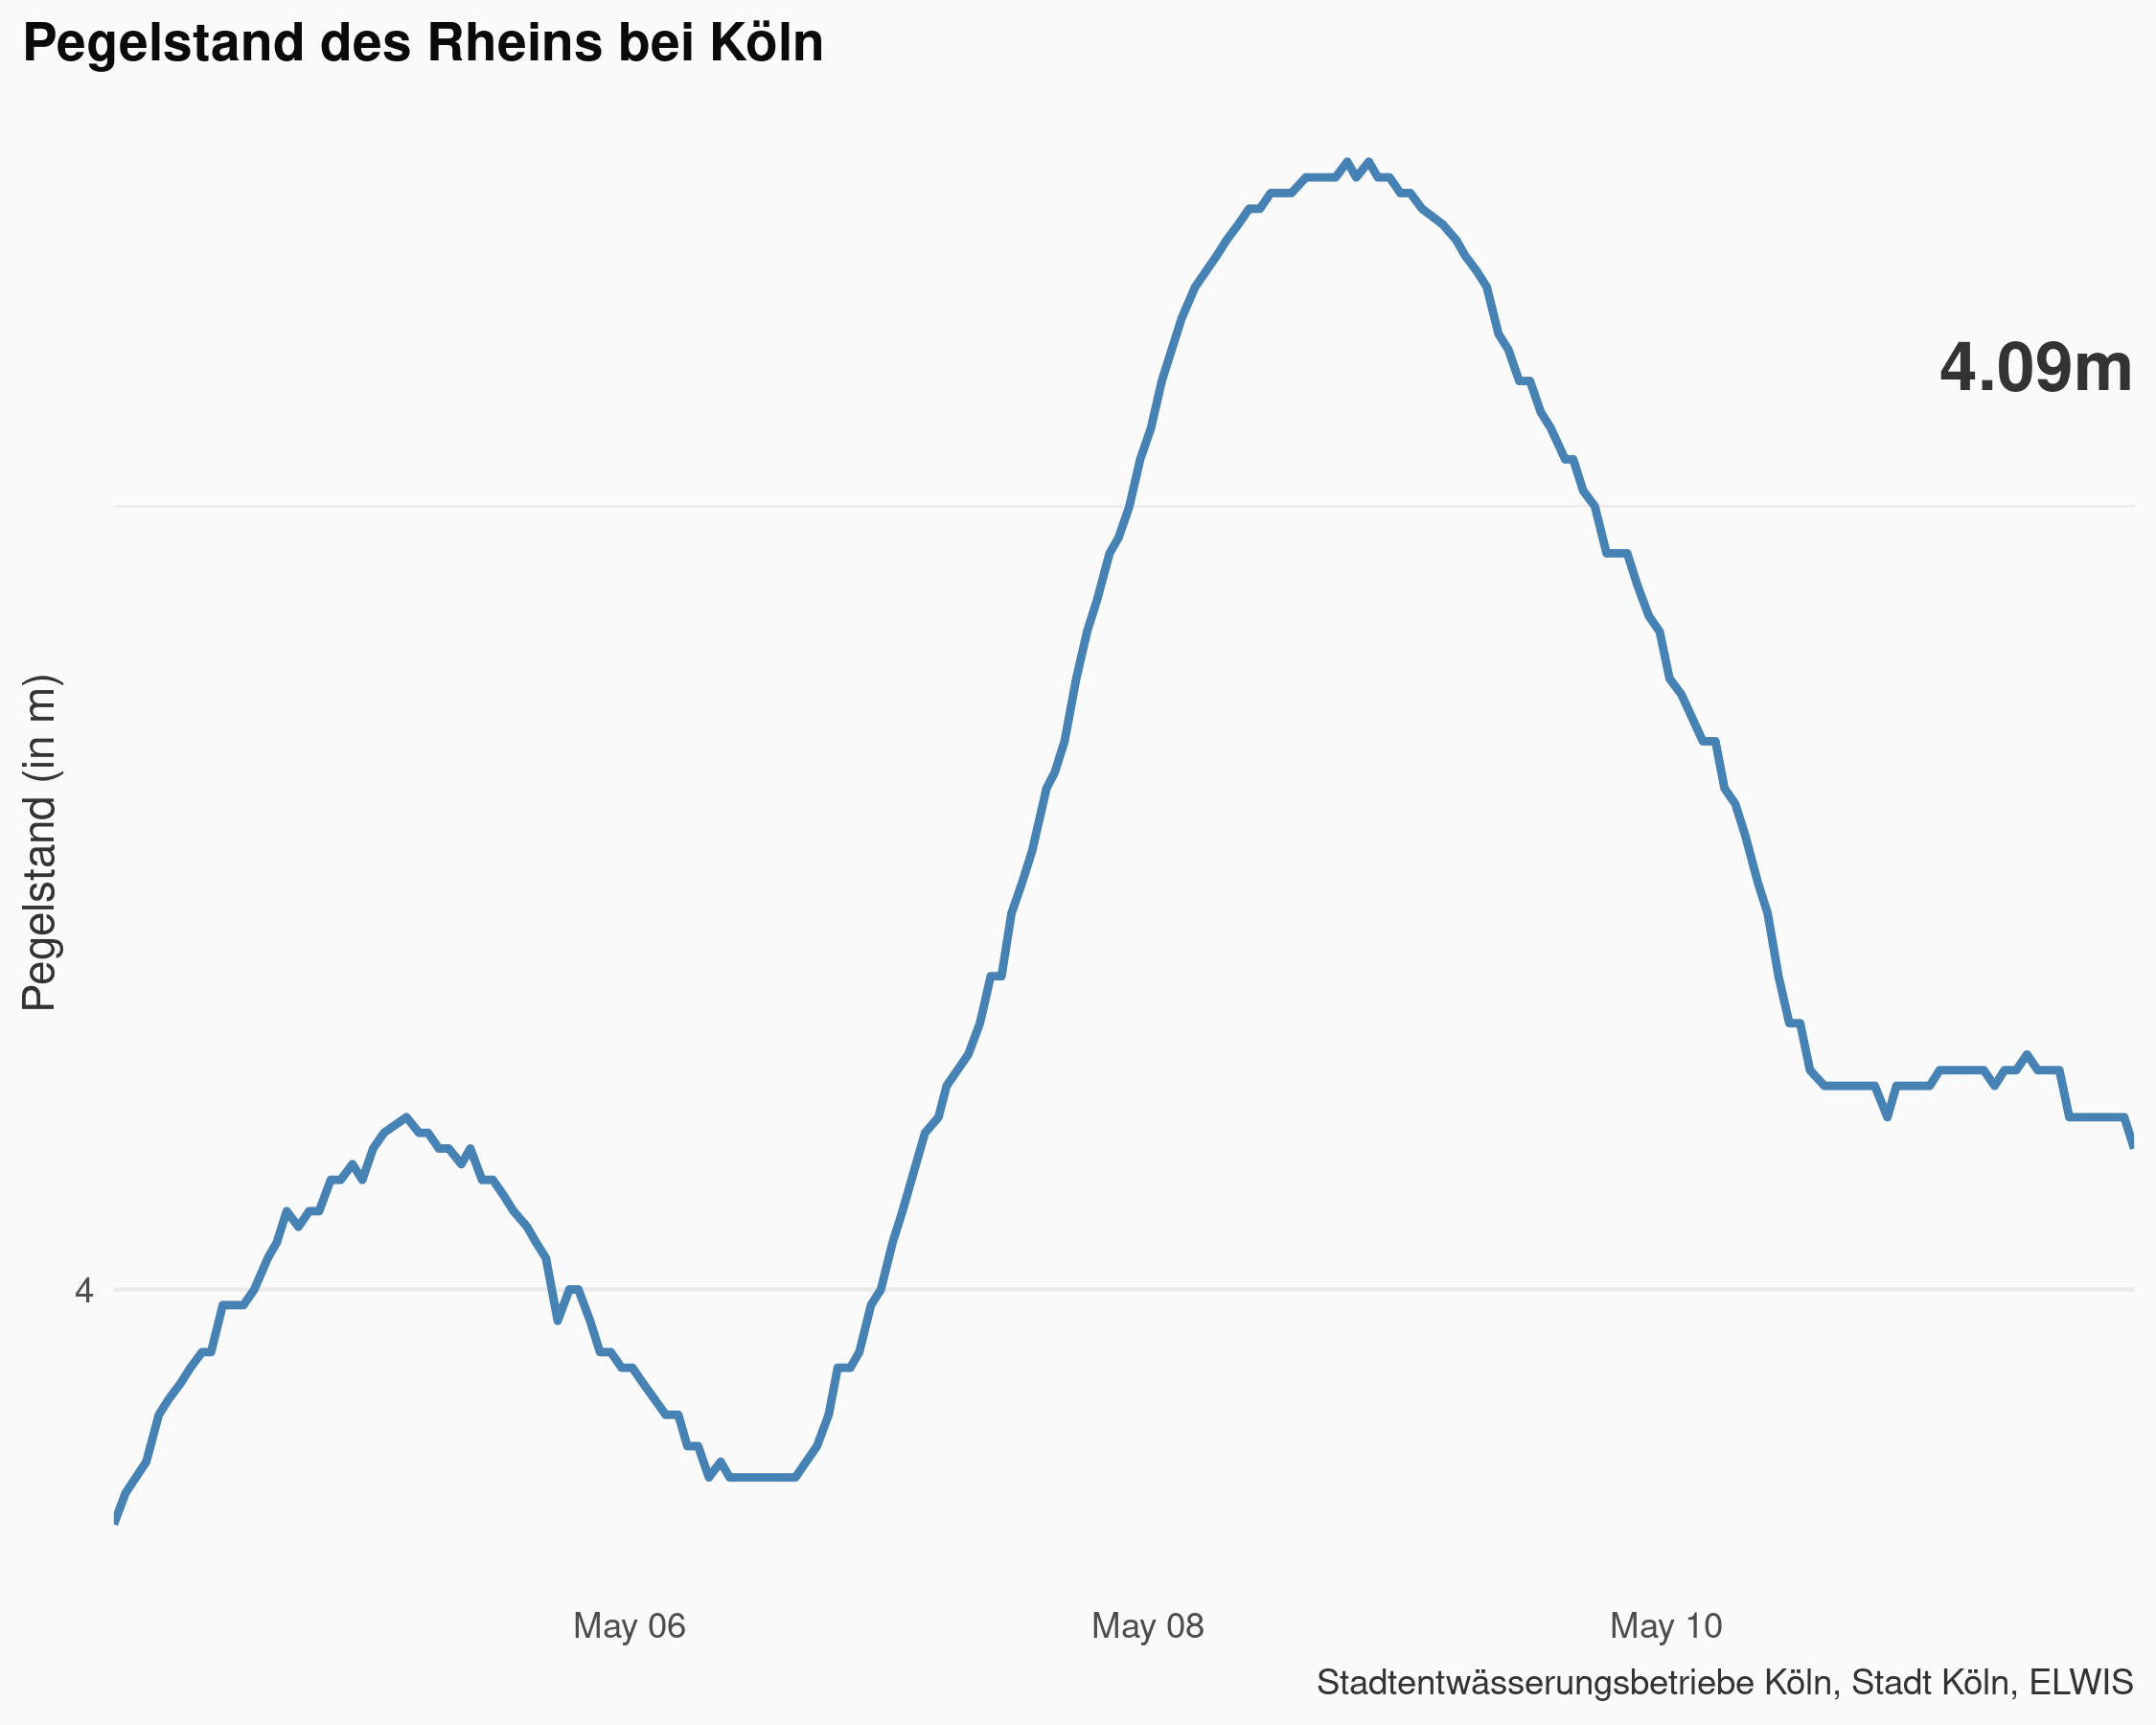 Pegelstand des Rheins bei Köln
4.09m
Pegelstand (in m)
4
May 06
May 08
May 10
Stadtentwässerungsbetriebe Köln, Stadt Köln, ELWIS